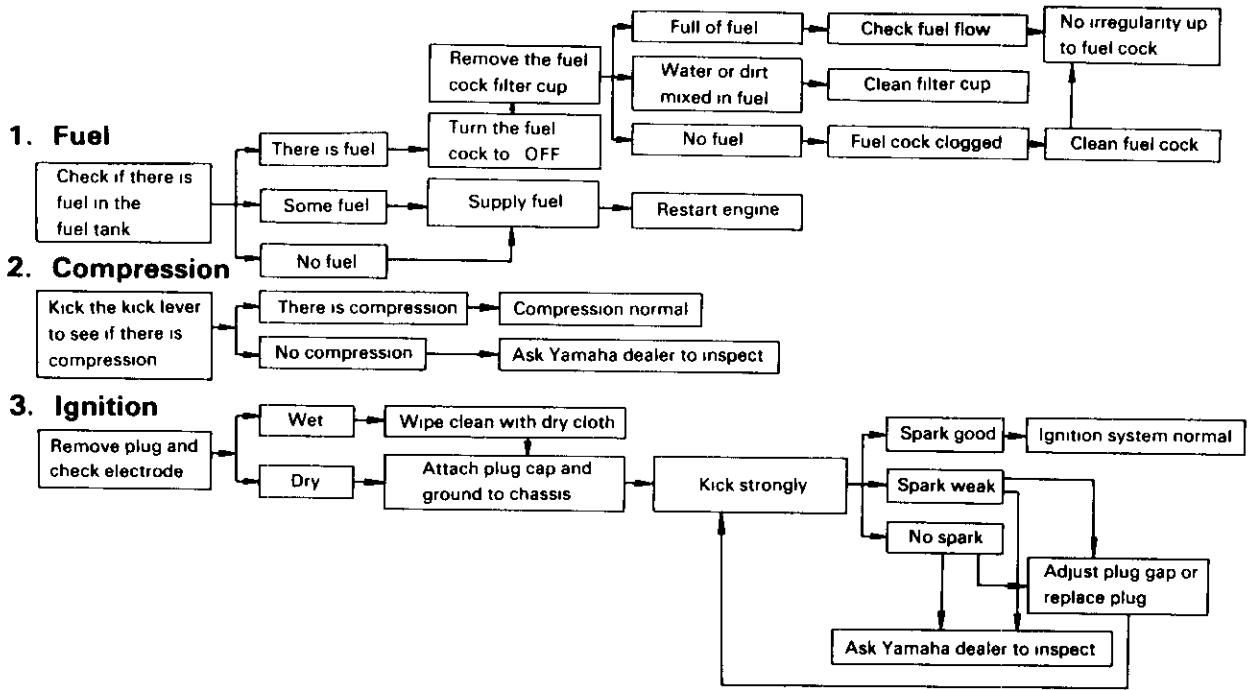 1. Fuel
Check if there is
fuel in the
fuel tank
There is fuel
Some fuel
No fuel
Turn the fuel
cock to OFF
Remove the fuel
cock filter cup
Supply fuel
Restart engine
Full of fuel
Check fuel flow
No irregularity up
to fuel cock
Water or dirt
mixed in fuel
Clean filter cup
No fuel
Fuel cock clogged
Clean fuel cock
2. Compression
Kick the kick lever
to see if there is
compression
There is compression
Compression normal
No compression
Ask Yamaha dealer to inspect
3. Ignition
Remove plug and
check electrode
Wet
Wipe clean with dry cloth
Dry
Attach plug cap and
ground to chassis
Kick strongly
Spark good
Ignition system normal
Spark weak
No spark
Adjust plug gap or
replace plug
Ask Yamaha dealer to inspect